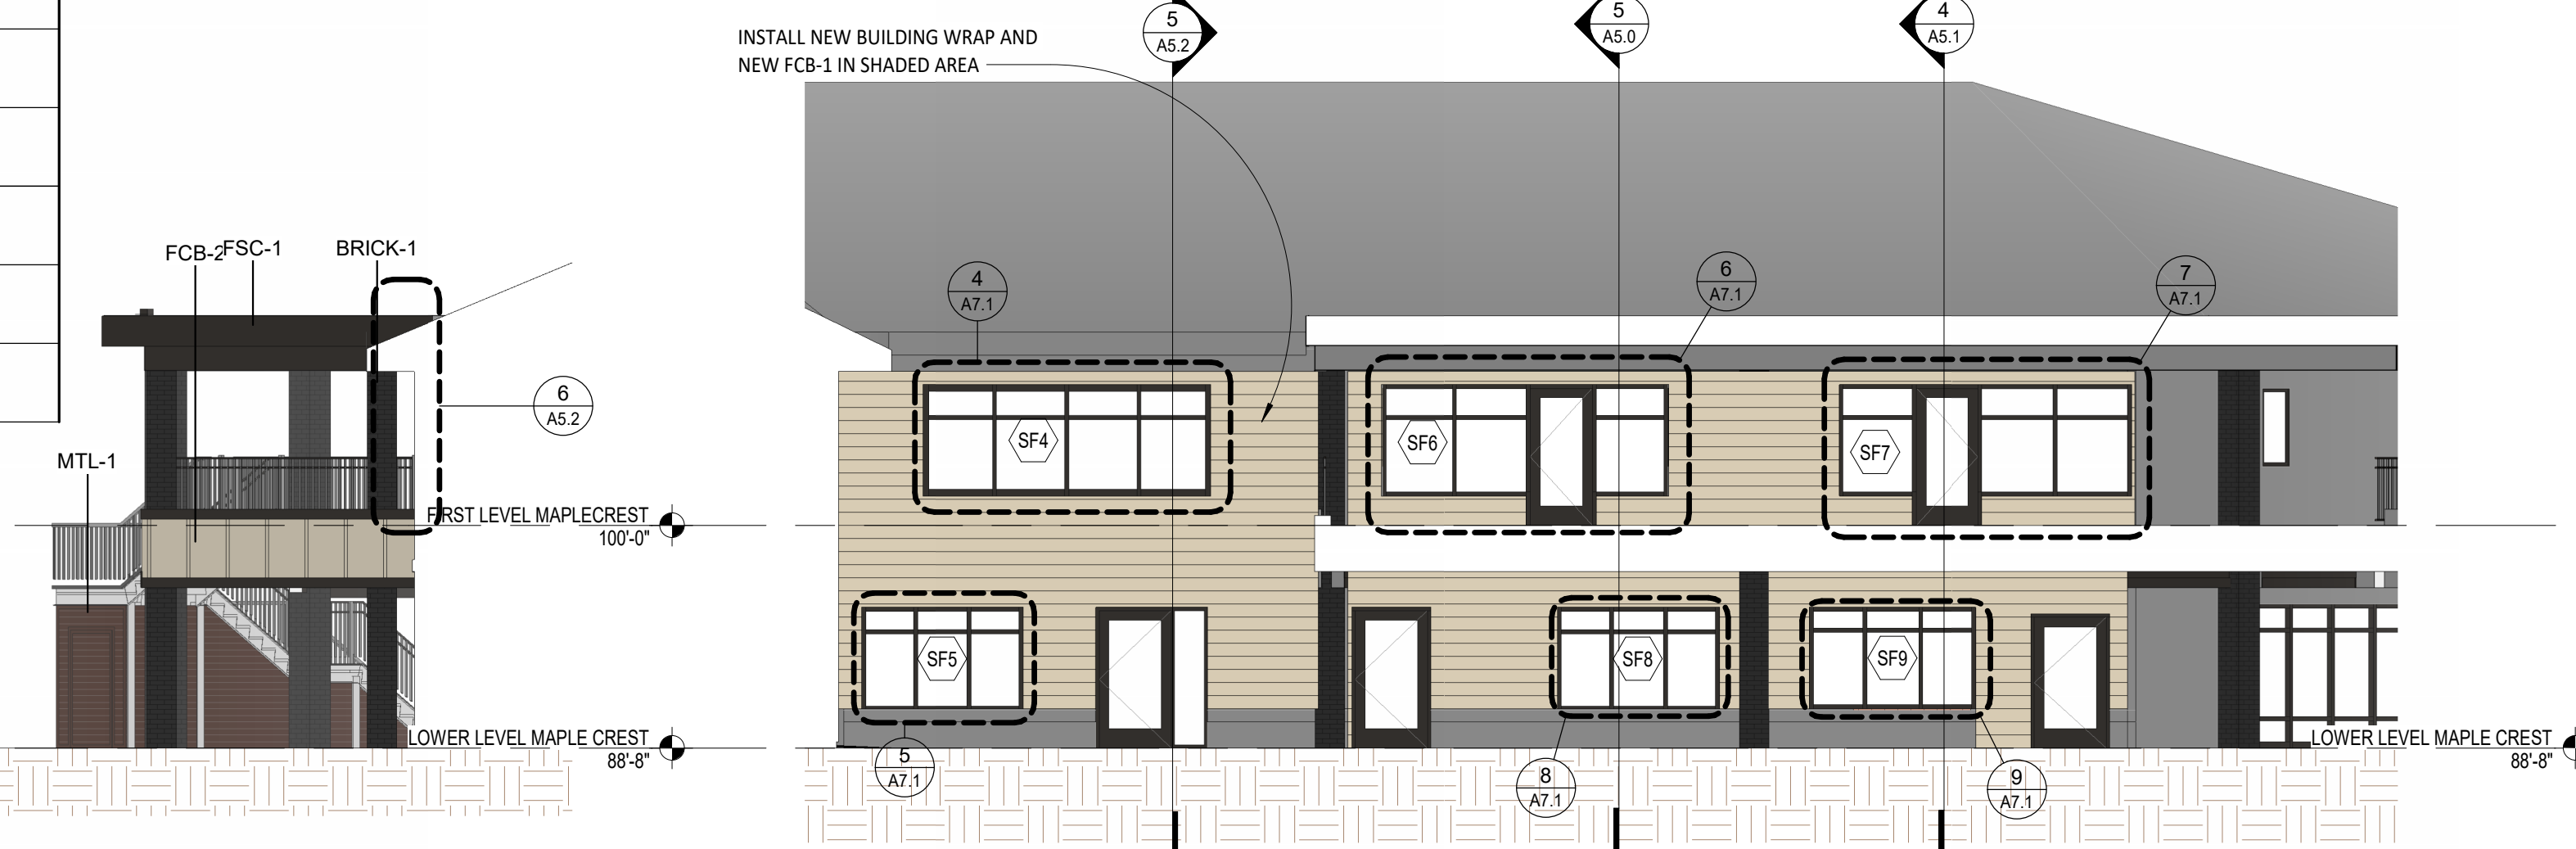 INSTALL NEW BUILDING WRAP AND
NEW FCB-1 IN SHADED AREA
5
A5.2
5
A5.0
4
A5.1
FCB-2
FSC-1
BRICK-1
MTL-1
6
A5.2
FIRST LEVEL MAPLECREST
100'-0"
LOWER LEVEL MAPLE CREST
88'-8"
4
A7.1
6
A7.1
7
A7.1
SF4
SF6
SF7
SF5
SF8
SF9
5
A7.1
8
A7.1
9
A7.1
LOWER LEVEL MAPLE CREST
88'-8"